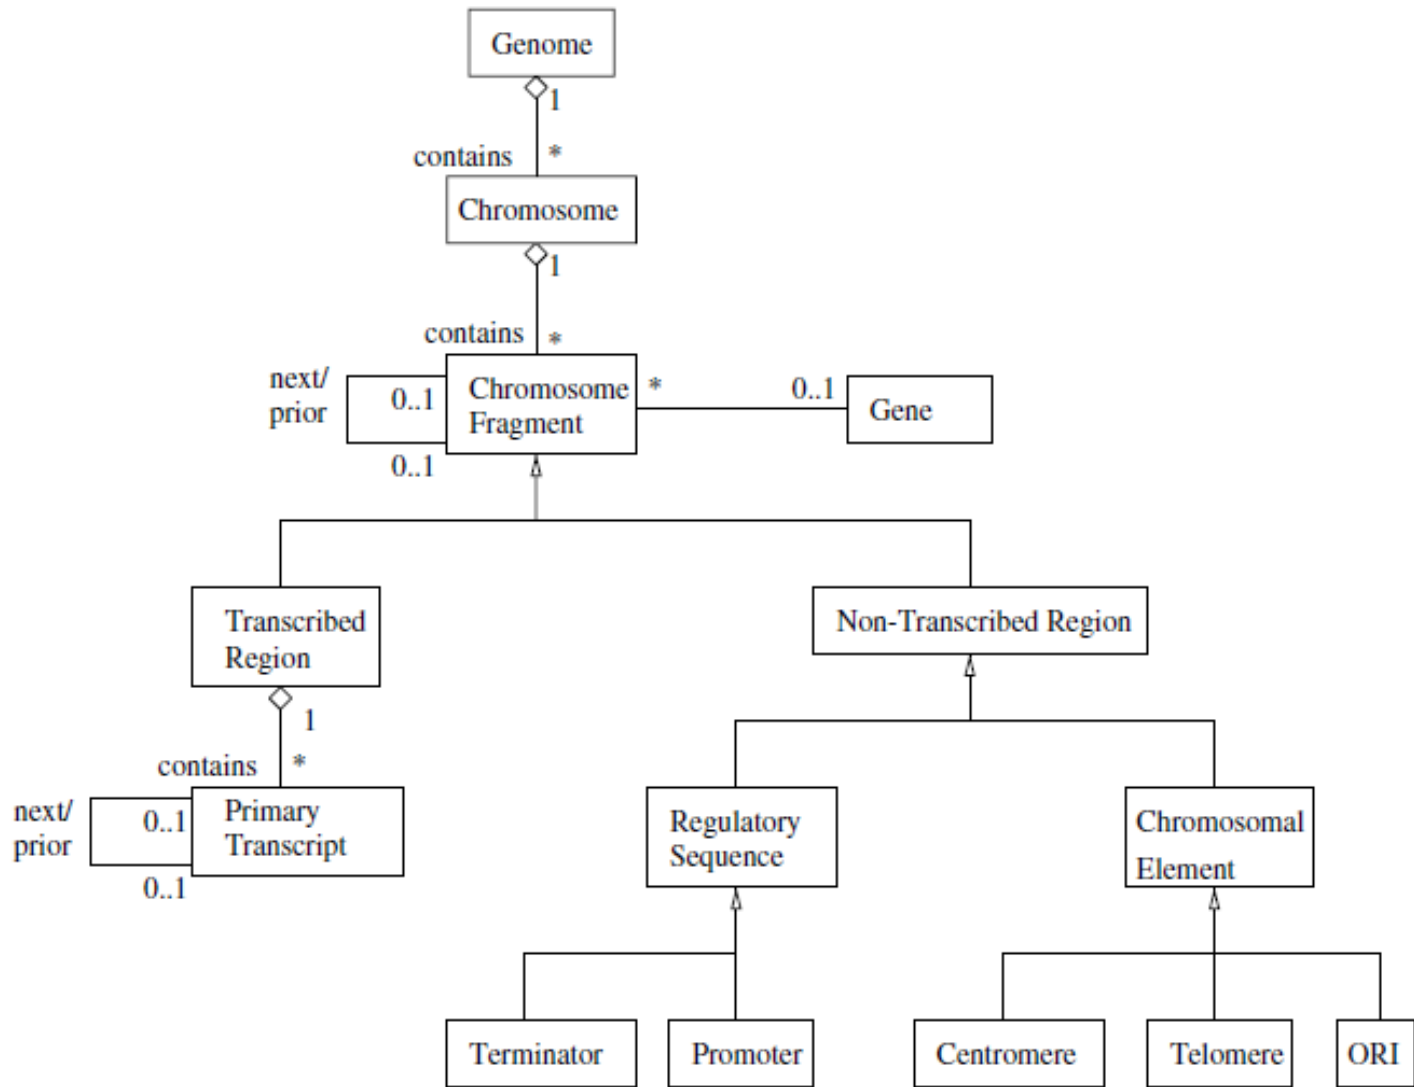 Genome
1
contains *
Chromosome
1
contains *
next/
prior
0..1
0..1
Chromosome
Fragment
* 0..1
Gene
Transcribed
Region
Non-Transcribed Region
1
contains *
next/
prior
0..1
0..1
Primary
Transcript
Regulatory
Sequence
Chromosomal
Element
Terminator
Promoter
Centromere
Telomere
ORI